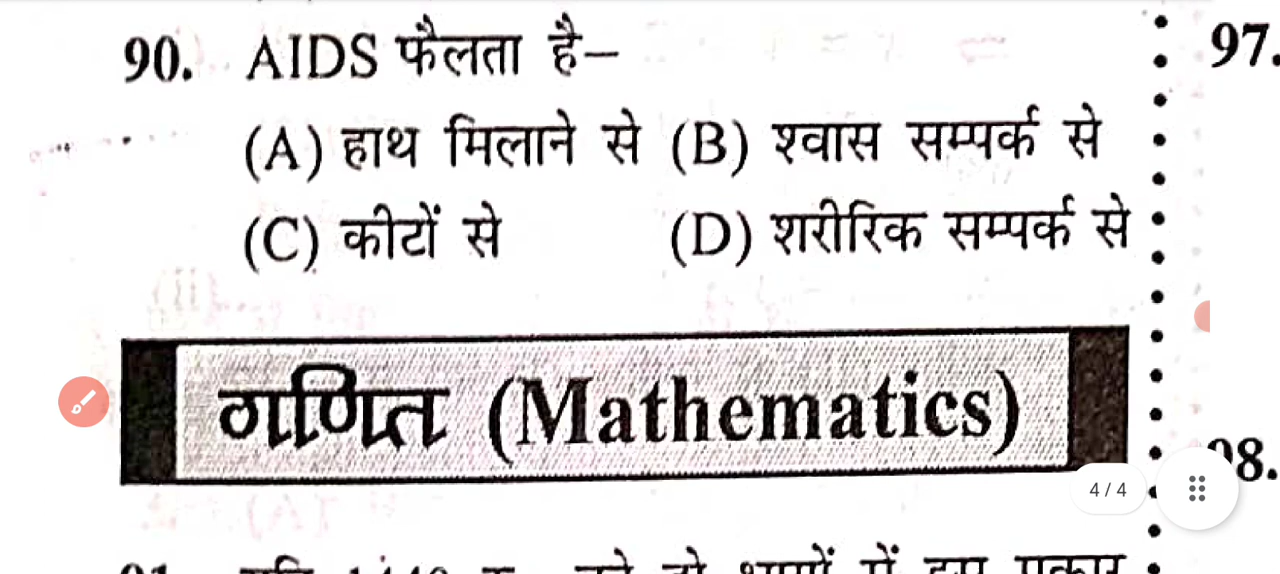 90. AIDS फैलता है–
(A) हाथ मिलाने से (B) श्वास सम्पर्क से
(C) कीटों से (D) शरीरिक सम्पर्क से
गणित (Mathematics)
4 / 4
97.
98.